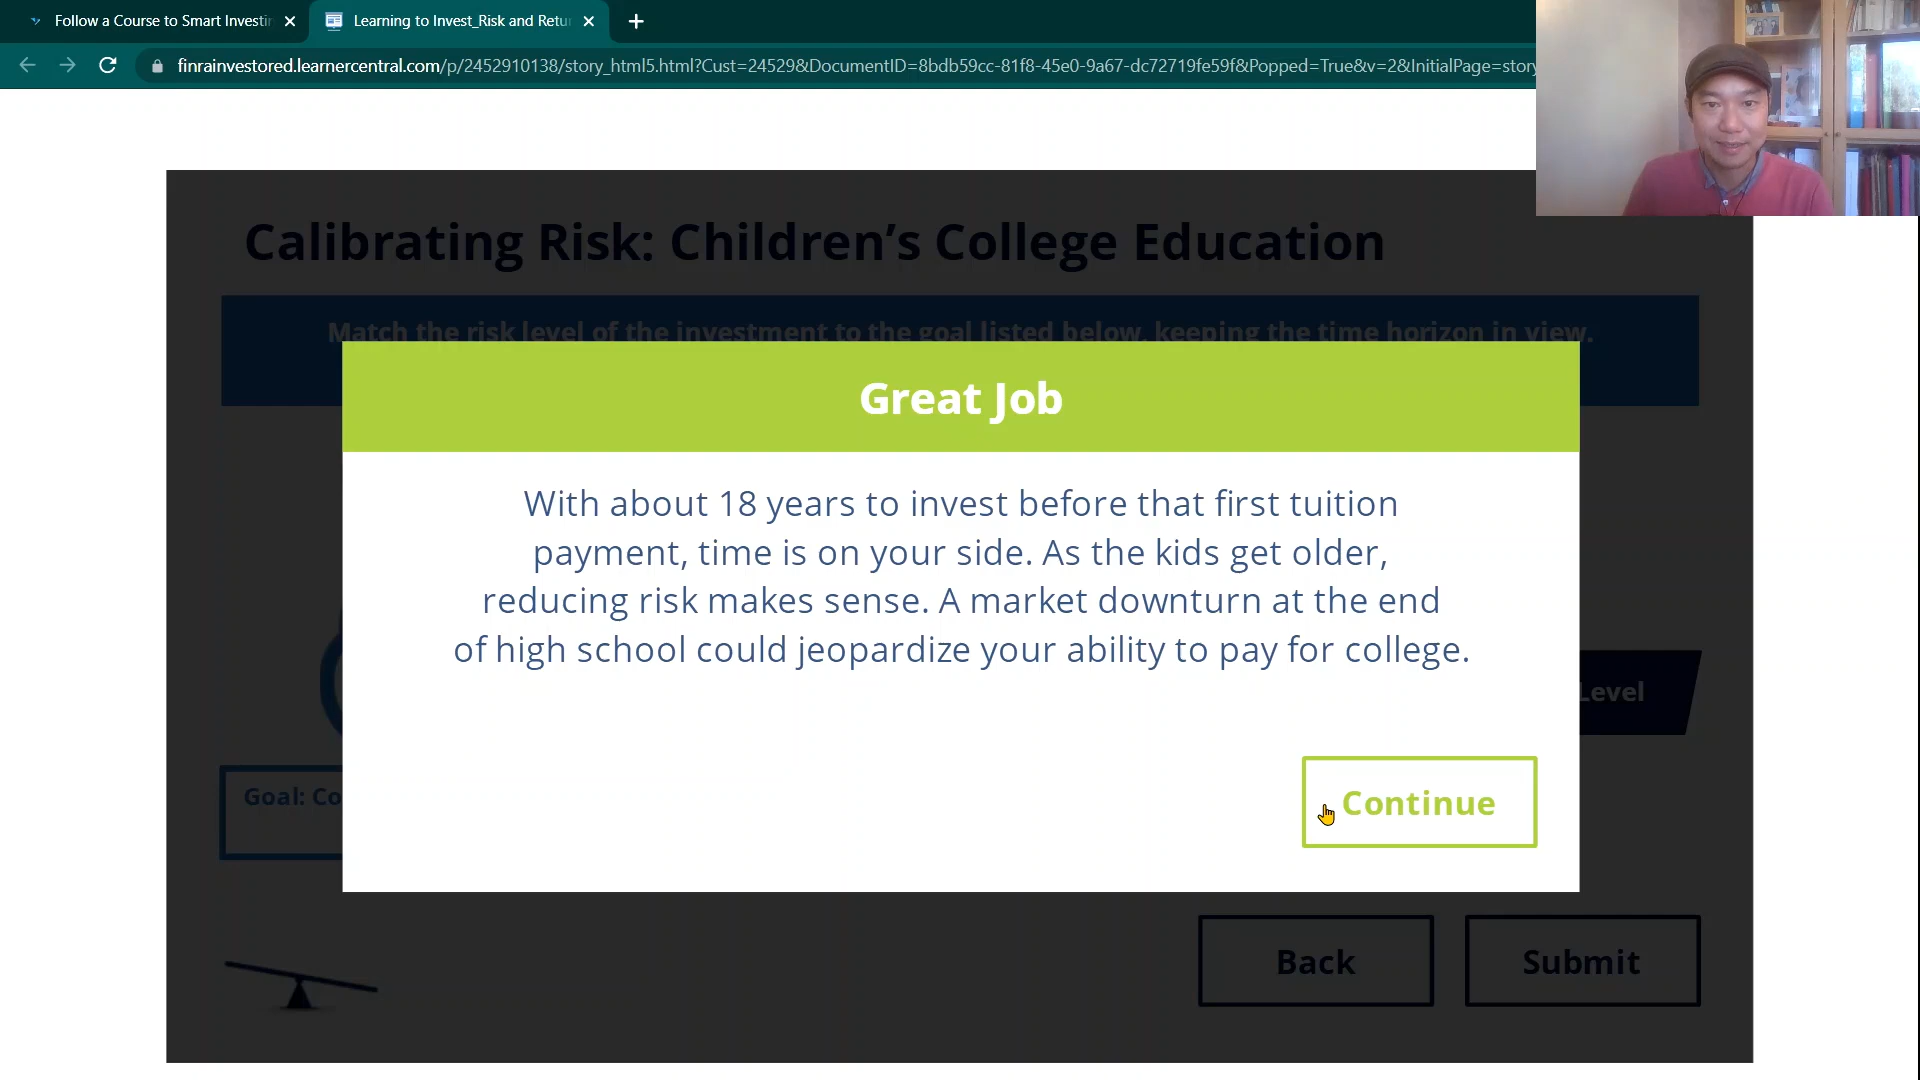 Follow a Course to Smart Investin
Learning to Invest_Risk and Retu
finrainvestored.learnercentral.com/p/2452910138/story_html5.html?Cust=24529&DocumentID=8bdb59cc-81f8-45e0-9a67-dc72719fe59f&Popped=True&v=2&InitialPage=story
Calibrating Risk: Children’s College Education
Match the risk level of the investment to the goal listed below, keeping the time horizon in view.
Great Job
With about 18 years to invest before that first tuition
payment, time is on your side. As the kids get older,
reducing risk makes sense. A market downturn at the end
of high school could jeopardize your ability to pay for college.
Level
Goal: Co
Continue
Back
Submit